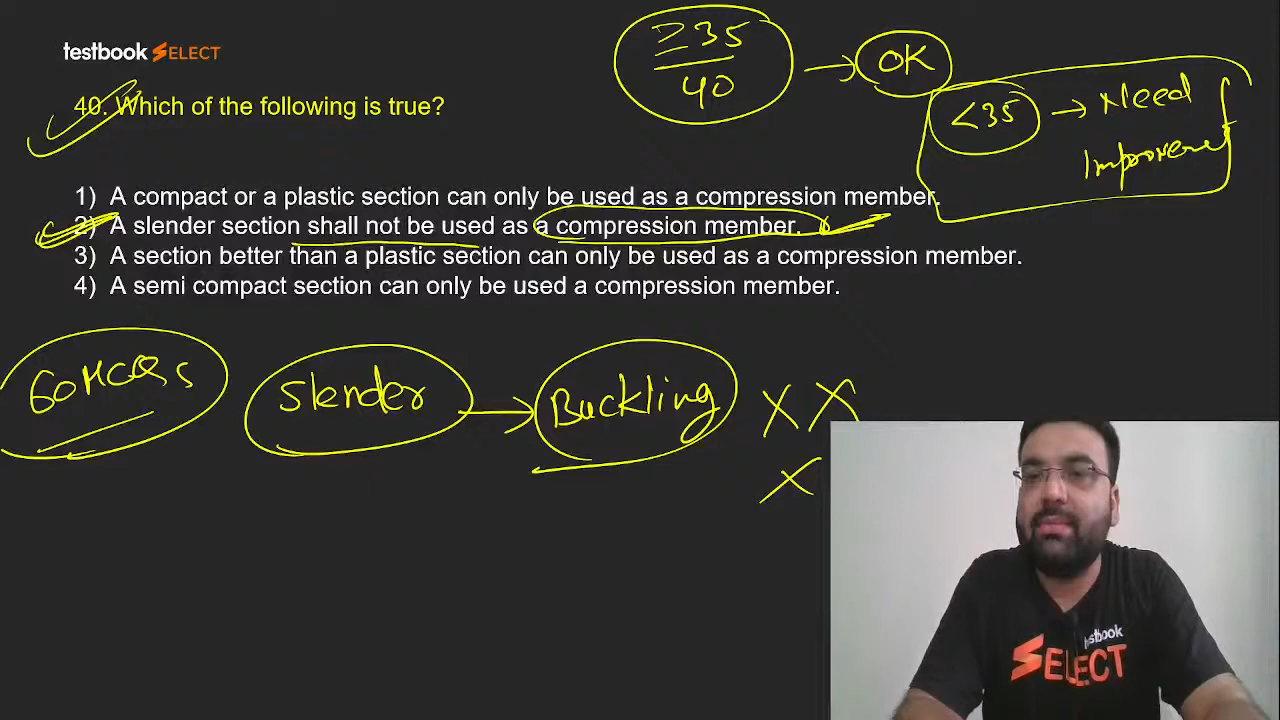 testbook SELECT
≥35
40
OK
<35 → Need
40. Which of the following is true?
1) A compact or a plastic section can only be used as a compression member.
2) A slender section shall not be used as a compression member.
3) A section better than a plastic section can only be used as a compression member.
4) A semi compact section can only be used a compression member.
60 MCQs
Slender → Buckling X X
X
testbook
SELECT